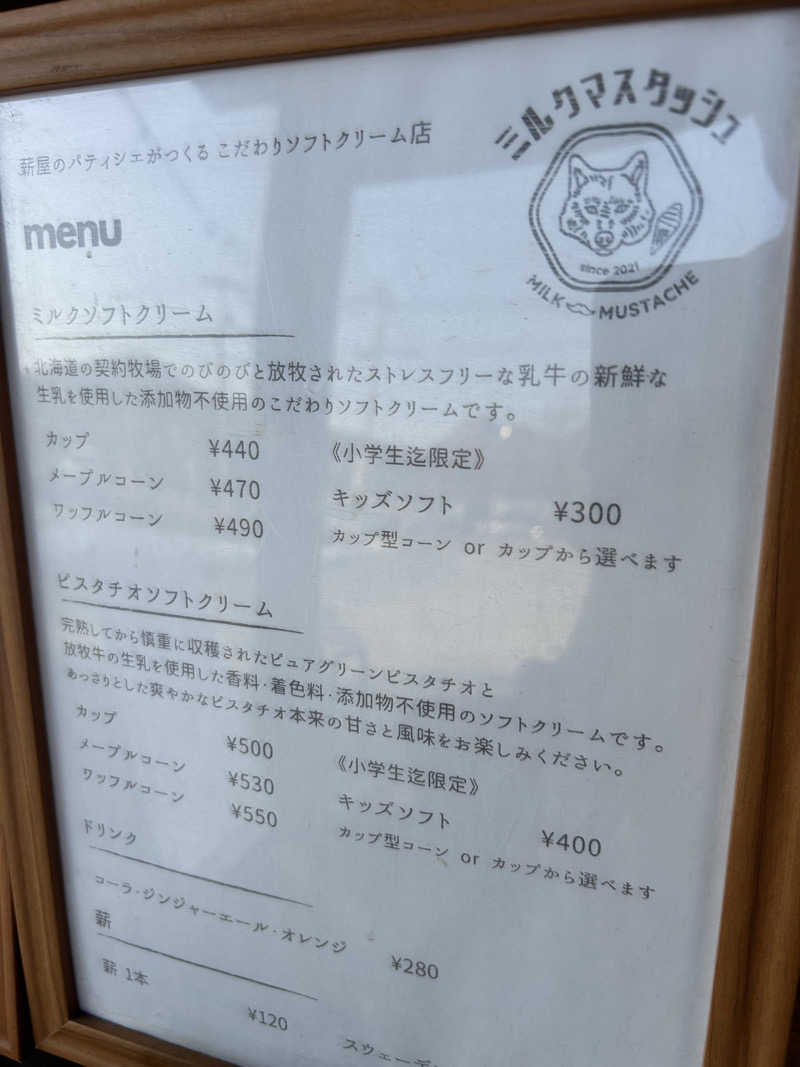 薪屋のパティシェがつくる こだわりソフトクリーム店
ミルクマスタッシュ
since 2021
MILK MUSTACHE
menu
ミルクソフトクリーム
北海道の契約牧場でのびのびと放牧されたストレスフリーな乳牛の新鮮な
生乳を使用した添加物不使用のこだわりソフトクリームです。
カップ ¥440
メープルコーン ¥470
ワッフルコーン ¥490
《小学生迄限定》
キッズソフト ¥300
カップ型コーン or カップから選べます
ピスタチオソフトクリーム
完熟してから慎重に収穫されたピュアグリーンピスタチオと
放牧牛の生乳を使用した香料·着色料·添加物不使用のソフトクリームです。
あっさりとした爽やかなピスタチオ本来の甘さと風味をお楽しみください。
カップ ¥500
メープルコーン ¥530
ワッフルコーン ¥550
《小学生迄限定》
キッズソフト ¥400
カップ型コーン or カップから選べます
ドリンク
コーラ·ジンジャーエール·オレンジ ¥280
薪
薪 1本 ¥120
スウェーデ